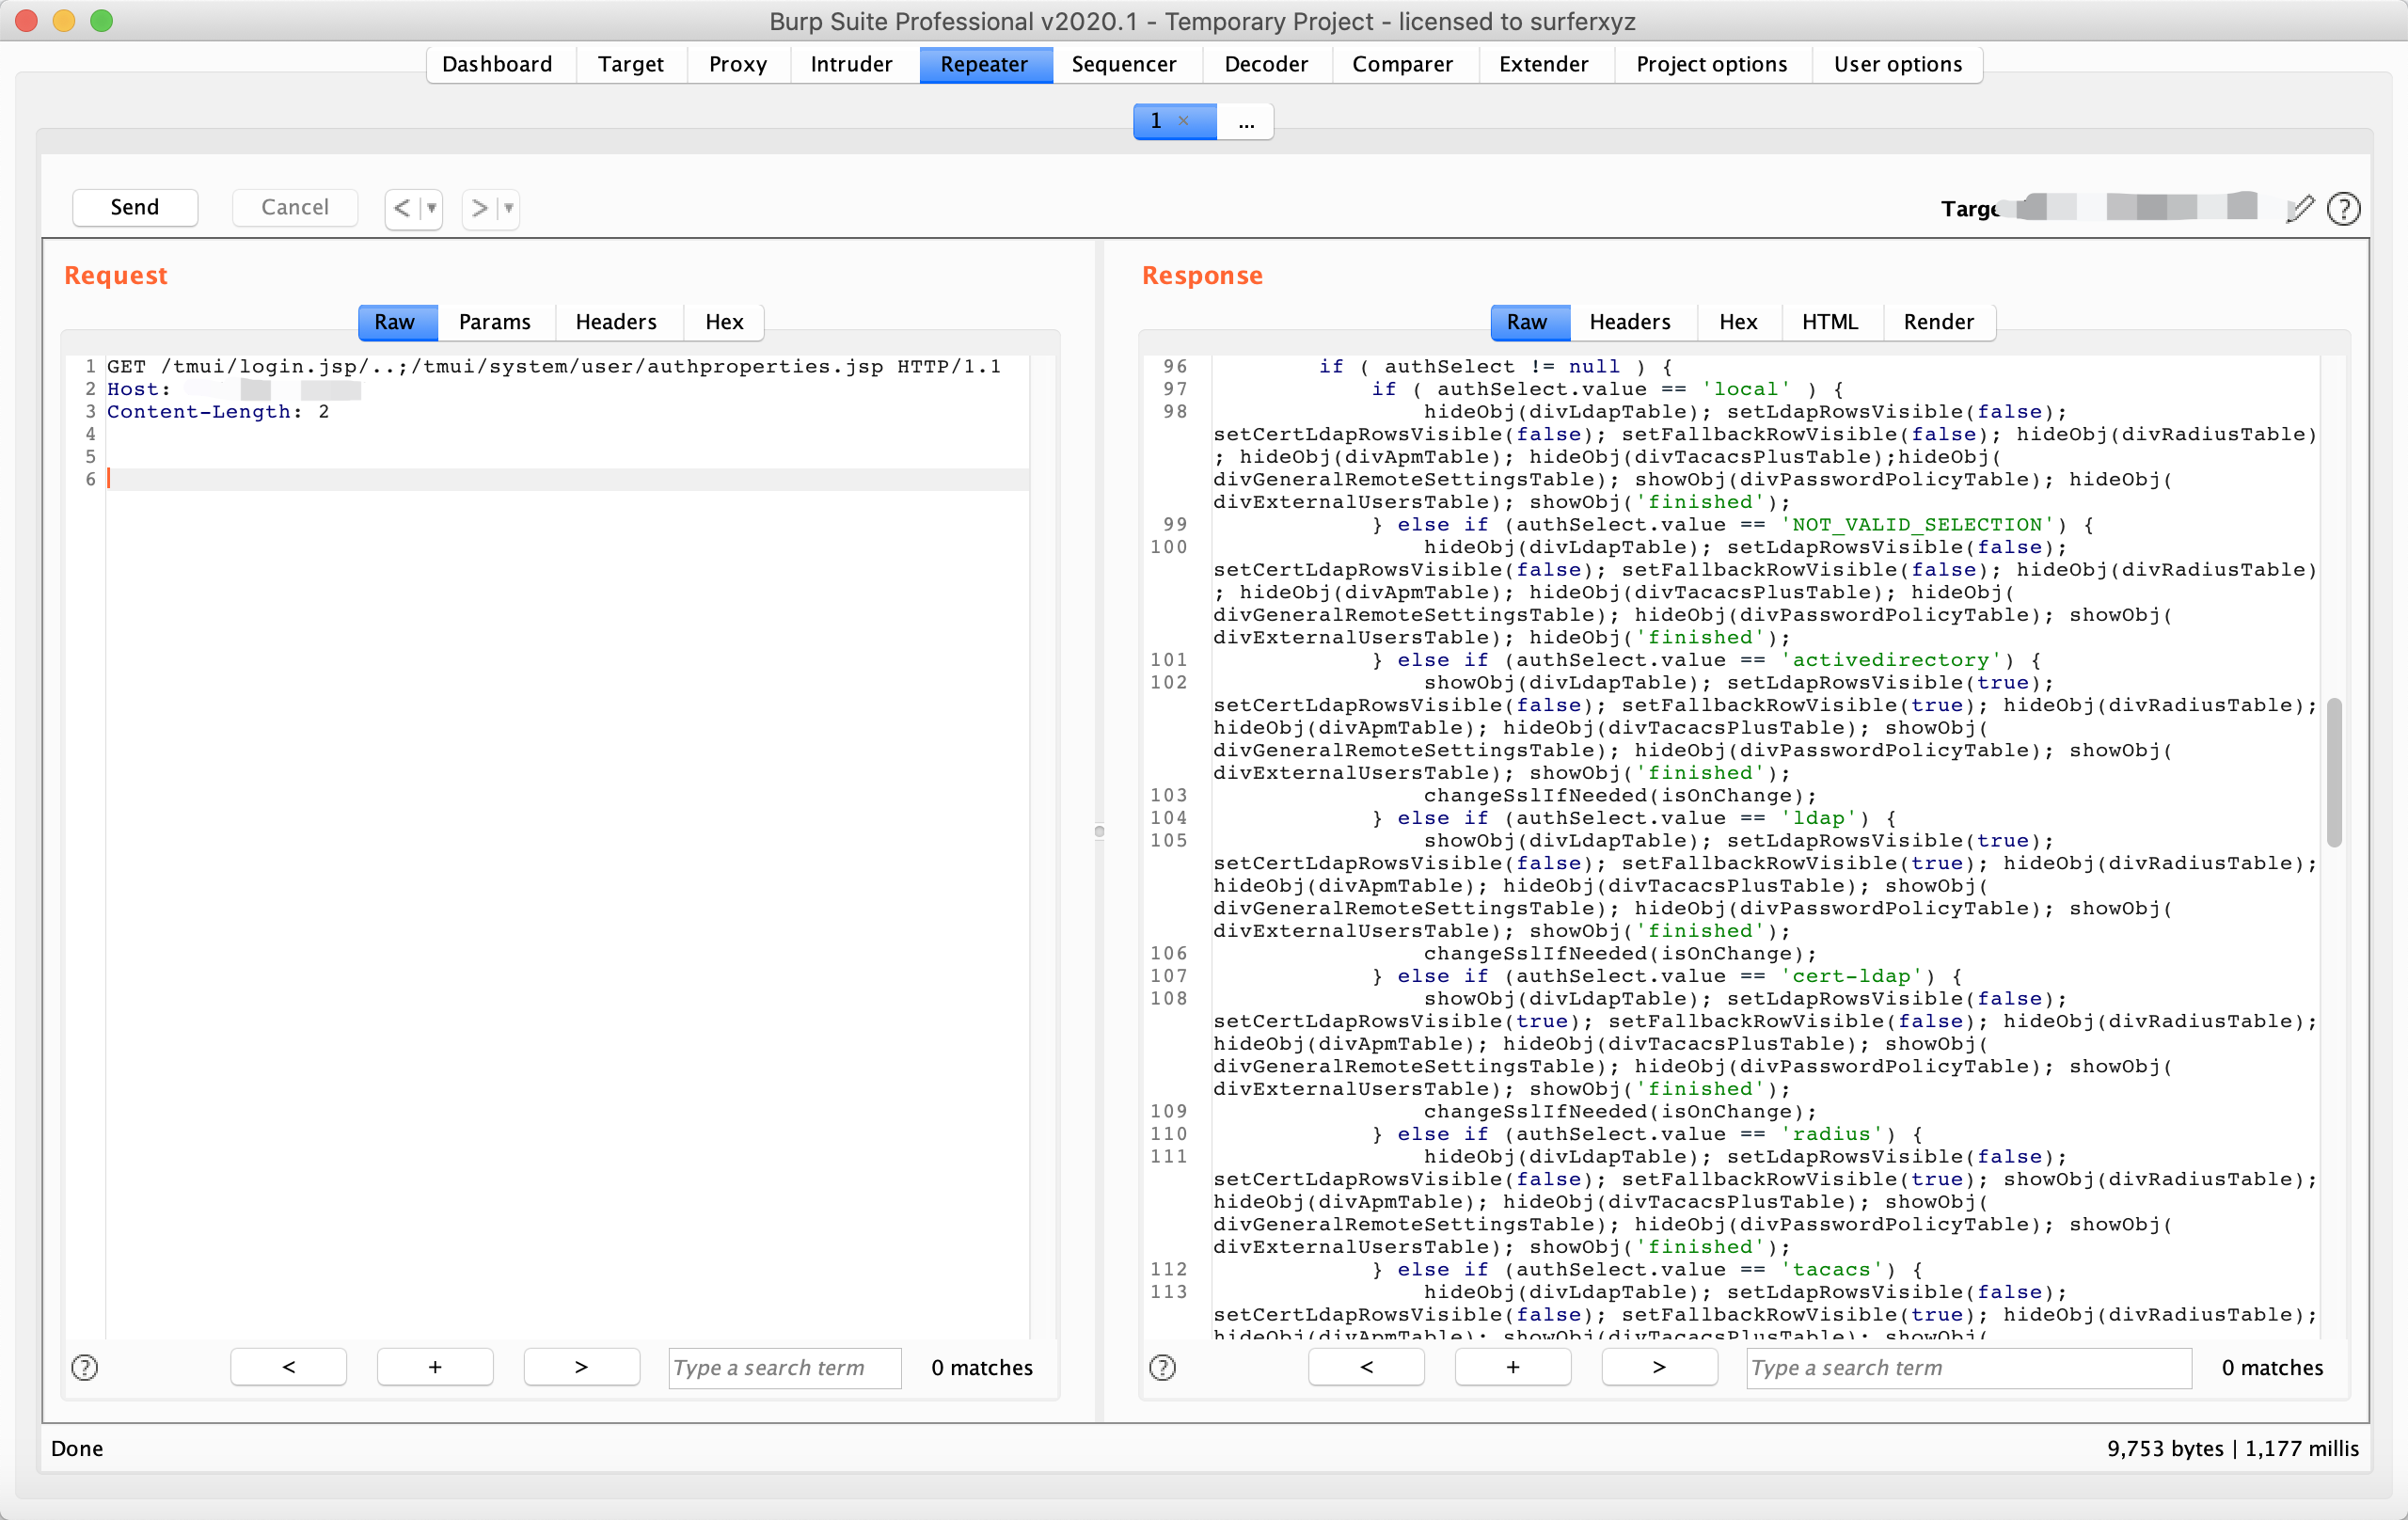 Burp Suite Professional v2020.1 - Temporary Project - licensed to surferxyz
Dashboard Target Proxy Intruder Repeater Sequencer Decoder Comparer Extender Project options User options
1 × ...
Send Cancel < > Targe ?
Request
Raw Params Headers Hex
1 GET /tmui/login.jsp/..;/tmui/system/user/authproperties.jsp HTTP/1.1
2 Host:
3 Content-Length: 2
4
5
6
? < + > Type a search term 0 matches
Response
Raw Headers Hex HTML Render
96 if ( authSelect != null ) {
97 if ( authSelect.value == 'local' ) {
98 hideObj(divLdapTable); setLdapRowsVisible(false);
setCertLdapRowsVisible(false); setFallbackRowVisible(false); hideObj(divRadiusTable)
; hideObj(divApmTable); hideObj(divTacacsPlusTable);hideObj(
divGeneralRemoteSettingsTable); showObj(divPasswordPolicyTable); hideObj(
divExternalUsersTable); showObj('finished');
99 } else if (authSelect.value == 'NOT_VALID_SELECTION') {
100 hideObj(divLdapTable); setLdapRowsVisible(false);
setCertLdapRowsVisible(false); setFallbackRowVisible(false); hideObj(divRadiusTable)
; hideObj(divApmTable); hideObj(divTacacsPlusTable); hideObj(
divGeneralRemoteSettingsTable); hideObj(divPasswordPolicyTable); showObj(
divExternalUsersTable); hideObj('finished');
101 } else if (authSelect.value == 'activedirectory') {
102 showObj(divLdapTable); setLdapRowsVisible(true);
setCertLdapRowsVisible(false); setFallbackRowVisible(true); hideObj(divRadiusTable);
hideObj(divApmTable); hideObj(divTacacsPlusTable); showObj(
divGeneralRemoteSettingsTable); hideObj(divPasswordPolicyTable); showObj(
divExternalUsersTable); showObj('finished');
103 changeSslIfNeeded(isOnChange);
104 } else if (authSelect.value == 'ldap') {
105 showObj(divLdapTable); setLdapRowsVisible(true);
setCertLdapRowsVisible(false); setFallbackRowVisible(true); hideObj(divRadiusTable);
hideObj(divApmTable); hideObj(divTacacsPlusTable); showObj(
divGeneralRemoteSettingsTable); hideObj(divPasswordPolicyTable); showObj(
divExternalUsersTable); showObj('finished');
106 changeSslIfNeeded(isOnChange);
107 } else if (authSelect.value == 'cert-ldap') {
108 showObj(divLdapTable); setLdapRowsVisible(false);
setCertLdapRowsVisible(true); setFallbackRowVisible(false); hideObj(divRadiusTable);
hideObj(divApmTable); hideObj(divTacacsPlusTable); showObj(
divGeneralRemoteSettingsTable); hideObj(divPasswordPolicyTable); showObj(
divExternalUsersTable); showObj('finished');
109 changeSslIfNeeded(isOnChange);
110 } else if (authSelect.value == 'radius') {
111 hideObj(divLdapTable); setLdapRowsVisible(false);
setCertLdapRowsVisible(false); setFallbackRowVisible(true); showObj(divRadiusTable);
hideObj(divApmTable); hideObj(divTacacsPlusTable); showObj(
divGeneralRemoteSettingsTable); hideObj(divPasswordPolicyTable); showObj(
divExternalUsersTable); showObj('finished');
112 } else if (authSelect.value == 'tacacs') {
113 hideObj(divLdapTable); setLdapRowsVisible(false);
setCertLdapRowsVisible(false); setFallbackRowVisible(true); hideObj(divRadiusTable);
hideObj(divApmTable); showObj(divTacacsPlusTable); showObj(
? < + > Type a search term 0 matches
Done 9,753 bytes | 1,177 millis